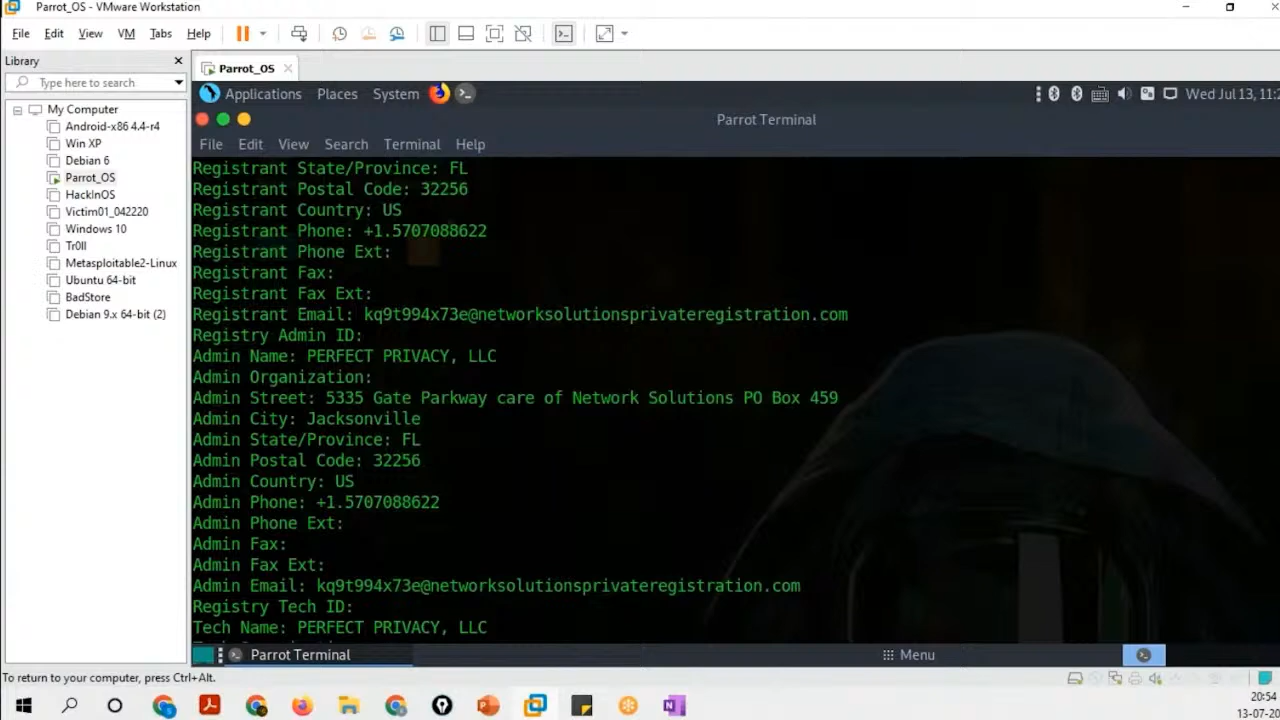 Parrot_OS - VMware Workstation
File Edit View VM Tabs Help
Library
Type here to search
My Computer
Android-x86 4.4-r4
Win XP
Debian 6
Parrot_OS
HackInOS
Victim01_042220
Windows 10
Tr0ll
Metasploitable2-Linux
Ubuntu 64-bit
BadStore
Debian 9.x 64-bit (2)
Parrot_OS
Applications Places System Wed Jul 13, 11:2
Parrot Terminal
File Edit View Search Terminal Help
Registrant State/Province: FL
Registrant Postal Code: 32256
Registrant Country: US
Registrant Phone: +1.5707088622
Registrant Phone Ext:
Registrant Fax:
Registrant Fax Ext:
Registrant Email: kq9t994x73e@networksolutionsprivateregistration.com
Registry Admin ID:
Admin Name: PERFECT PRIVACY, LLC
Admin Organization:
Admin Street: 5335 Gate Parkway care of Network Solutions PO Box 459
Admin City: Jacksonville
Admin State/Province: FL
Admin Postal Code: 32256
Admin Country: US
Admin Phone: +1.5707088622
Admin Phone Ext:
Admin Fax:
Admin Fax Ext:
Admin Email: kq9t994x73e@networksolutionsprivateregistration.com
Registry Tech ID:
Tech Name: PERFECT PRIVACY, LLC
Parrot Terminal Menu
To return to your computer, press Ctrl+Alt.
20:54
13-07-20